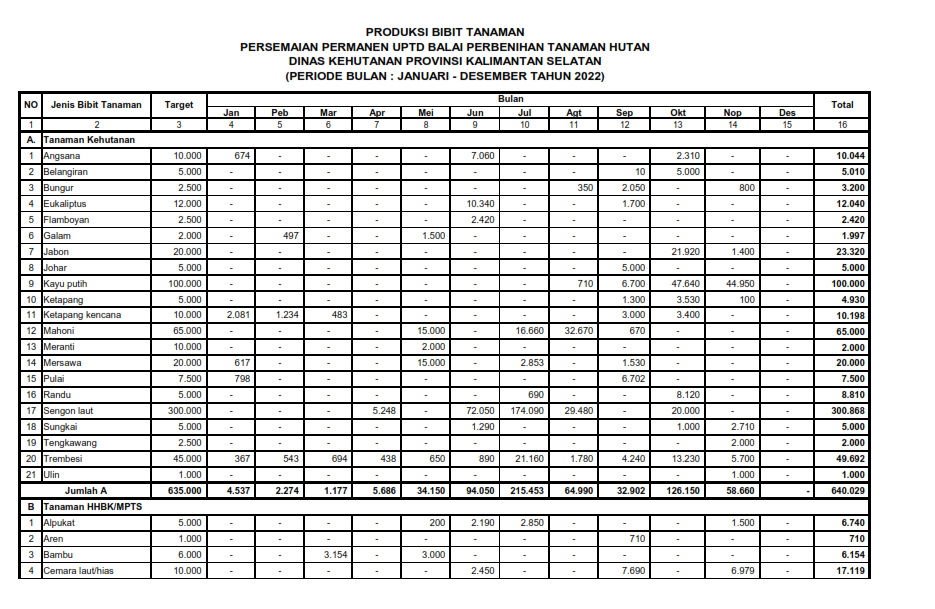 PRODUKSI BIBIT TANAMAN
PERSEMAIAN PERMANEN UPTD BALAI PERBENIHAN TANAMAN HUTAN
DINAS KEHUTANAN PROVINSI KALIMANTAN SELATAN
(PERIODE BULAN : JANUARI - DESEMBER TAHUN 2022)
NO Jenis Bibit Tanaman Target Bulan Total
Jan Peb Mar Apr Mei Jun Jul Agt Sep Okt Nop Des
1 2 3 4 5 6 7 8 9 10 11 12 13 14 15 16
A. Tanaman Kehutanan
1 Angsana 10.000 674 - - - - 7.060 - - - 2.310 - - 10.044
2 Belangiran 5.000 - - - - - - - - 10 5.000 - - 5.010
3 Bungur 2.500 - - - - - - - 350 2.050 - 800 - 3.200
4 Eukaliptus 12.000 - - - - - 10.340 - - 1.700 - - - 12.040
5 Flamboyan 2.500 - - - - - 2.420 - - - - - - 2.420
6 Galam 2.000 - 497 - - 1.500 - - - - - - - 1.997
7 Jabon 20.000 - - - - - - - - - 21.920 1.400 - 23.320
8 Johar 5.000 - - - - - - - - 5.000 - - - 5.000
9 Kayu putih 100.000 - - - - - - - 710 6.700 47.640 44.950 - 100.000
10 Ketapang 5.000 - - - - - - - - 1.300 3.530 100 - 4.930
11 Ketapang kencana 10.000 2.081 1.234 483 - - - - - 3.000 3.400 - - 10.198
12 Mahoni 65.000 - - - - 15.000 - 16.660 32.670 670 - - - 65.000
13 Meranti 10.000 - - - - 2.000 - - - - - - - 2.000
14 Mersawa 20.000 617 - - - 15.000 - 2.853 - 1.530 - - - 20.000
15 Pulai 7.500 798 - - - - - - - 6.702 - - - 7.500
16 Randu 5.000 - - - - - - 690 - - 8.120 - - 8.810
17 Sengon laut 300.000 - - - 5.248 - 72.050 174.090 29.480 - 20.000 - - 300.868
18 Sungkai 5.000 - - - - - 1.290 - - - 1.000 2.710 - 5.000
19 Tengkawang 2.500 - - - - - - - - - - 2.000 - 2.000
20 Trembesi 45.000 367 543 694 438 650 890 21.160 1.780 4.240 13.230 5.700 - 49.692
21 Ulin 1.000 - - - - - - - - - - 1.000 - 1.000
Jumlah A 635.000 4.537 2.274 1.177 5.686 34.150 94.050 215.453 64.990 32.902 126.150 58.660 - 640.029
B Tanaman HHBK/MPTS
1 Alpukat 5.000 - - - - 200 2.190 2.850 - - - 1.500 - 6.740
2 Aren 1.000 - - - - - - - - 710 - - - 710
3 Bambu 6.000 - - 3.154 - 3.000 - - - - - - - 6.154
4 Cemara laut/hias 10.000 - - - - - 2.450 - - 7.690 - 6.979 - 17.119